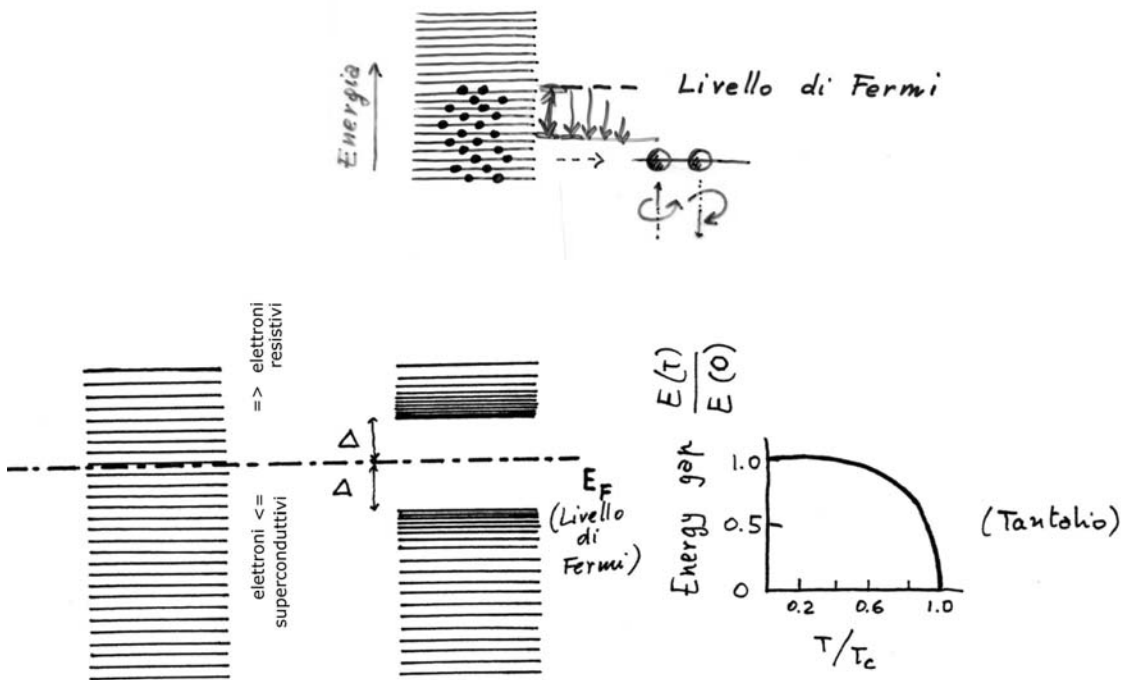 Energia
Livello di Fermi
=> elettroni
resistivi
elettroni <=
superconduttivi
Δ
Δ
E_F
(Livello
di
Fermi)
E(T)
E(0)
Energy gap
1.0
0.5
0
0.2
0.6
1.0
T/Tc
(Tantalio)